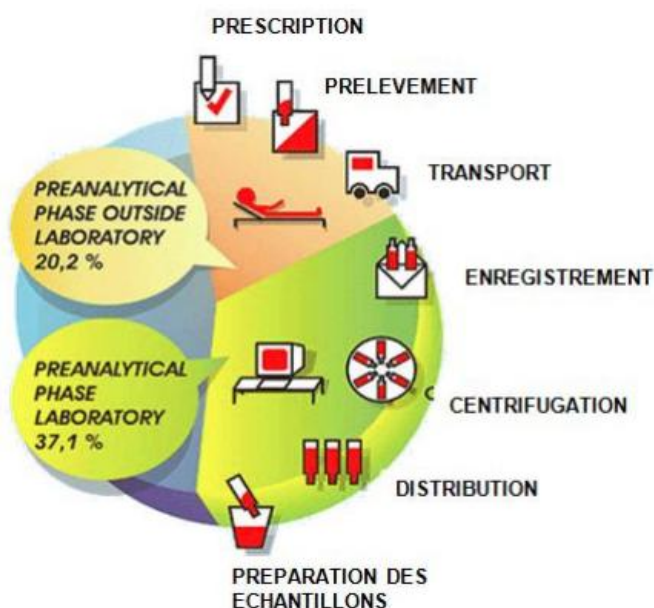 PRESCRIPTION
PRELEVEMENT
TRANSPORT
PREANALYTICAL
PHASE OUTSIDE
LABORATORY
20,2 %
ENREGISTREMENT
PREANALYTICAL
PHASE
LABORATORY
37,1 %
CENTRIFUGATION
DISTRIBUTION
PREPARATION DES
ECHANTILLONS